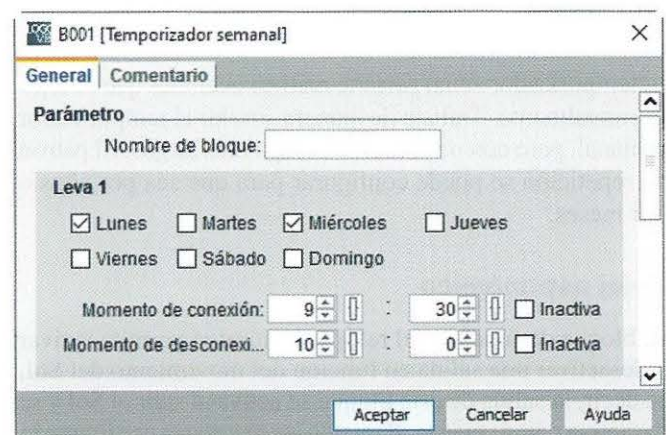 B001 [Temporizador semanal]
General Comentario
Parámetro
Nombre de bloque:
Leva 1
Lunes Martes Miércoles Jueves
Viernes Sábado Domingo
Momento de conexión: 9 : 30 Inactiva
Momento de desconexi... 10 : 0 Inactiva
Aceptar Cancelar Ayuda